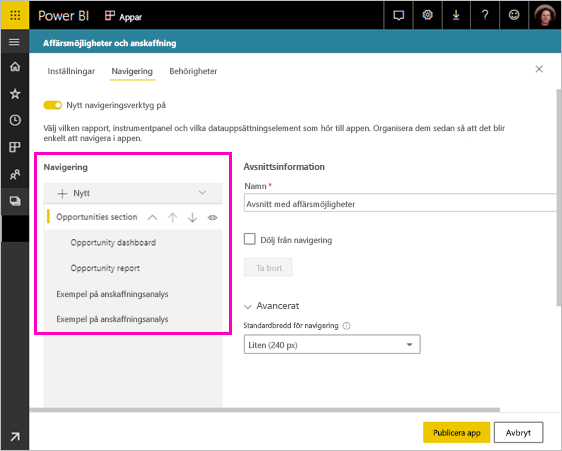 Power BI Appar
Affärsmöjligheter och anskaffning
Inställningar Navigering Behörigheter
Nytt navigeringsverktyg på
Välj vilken rapport, instrumentpanel och vilka datauppsättningselement som hör till appen. Organisera dem sedan så att det blir
enkelt att navigera i appen.
Navigering
Nytt
Opportunities section
Opportunity dashboard
Opportunity report
Exempel på anskaffningsanalys
Exempel på anskaffningsanalys
Avsnittsinformation
Namn *
Avsnitt med affärsmöjligheter
Dölj från navigering
Ta bort
Avancerat
Standardbredd för navigering
Liten (240 px)
Publicera app Avbryt